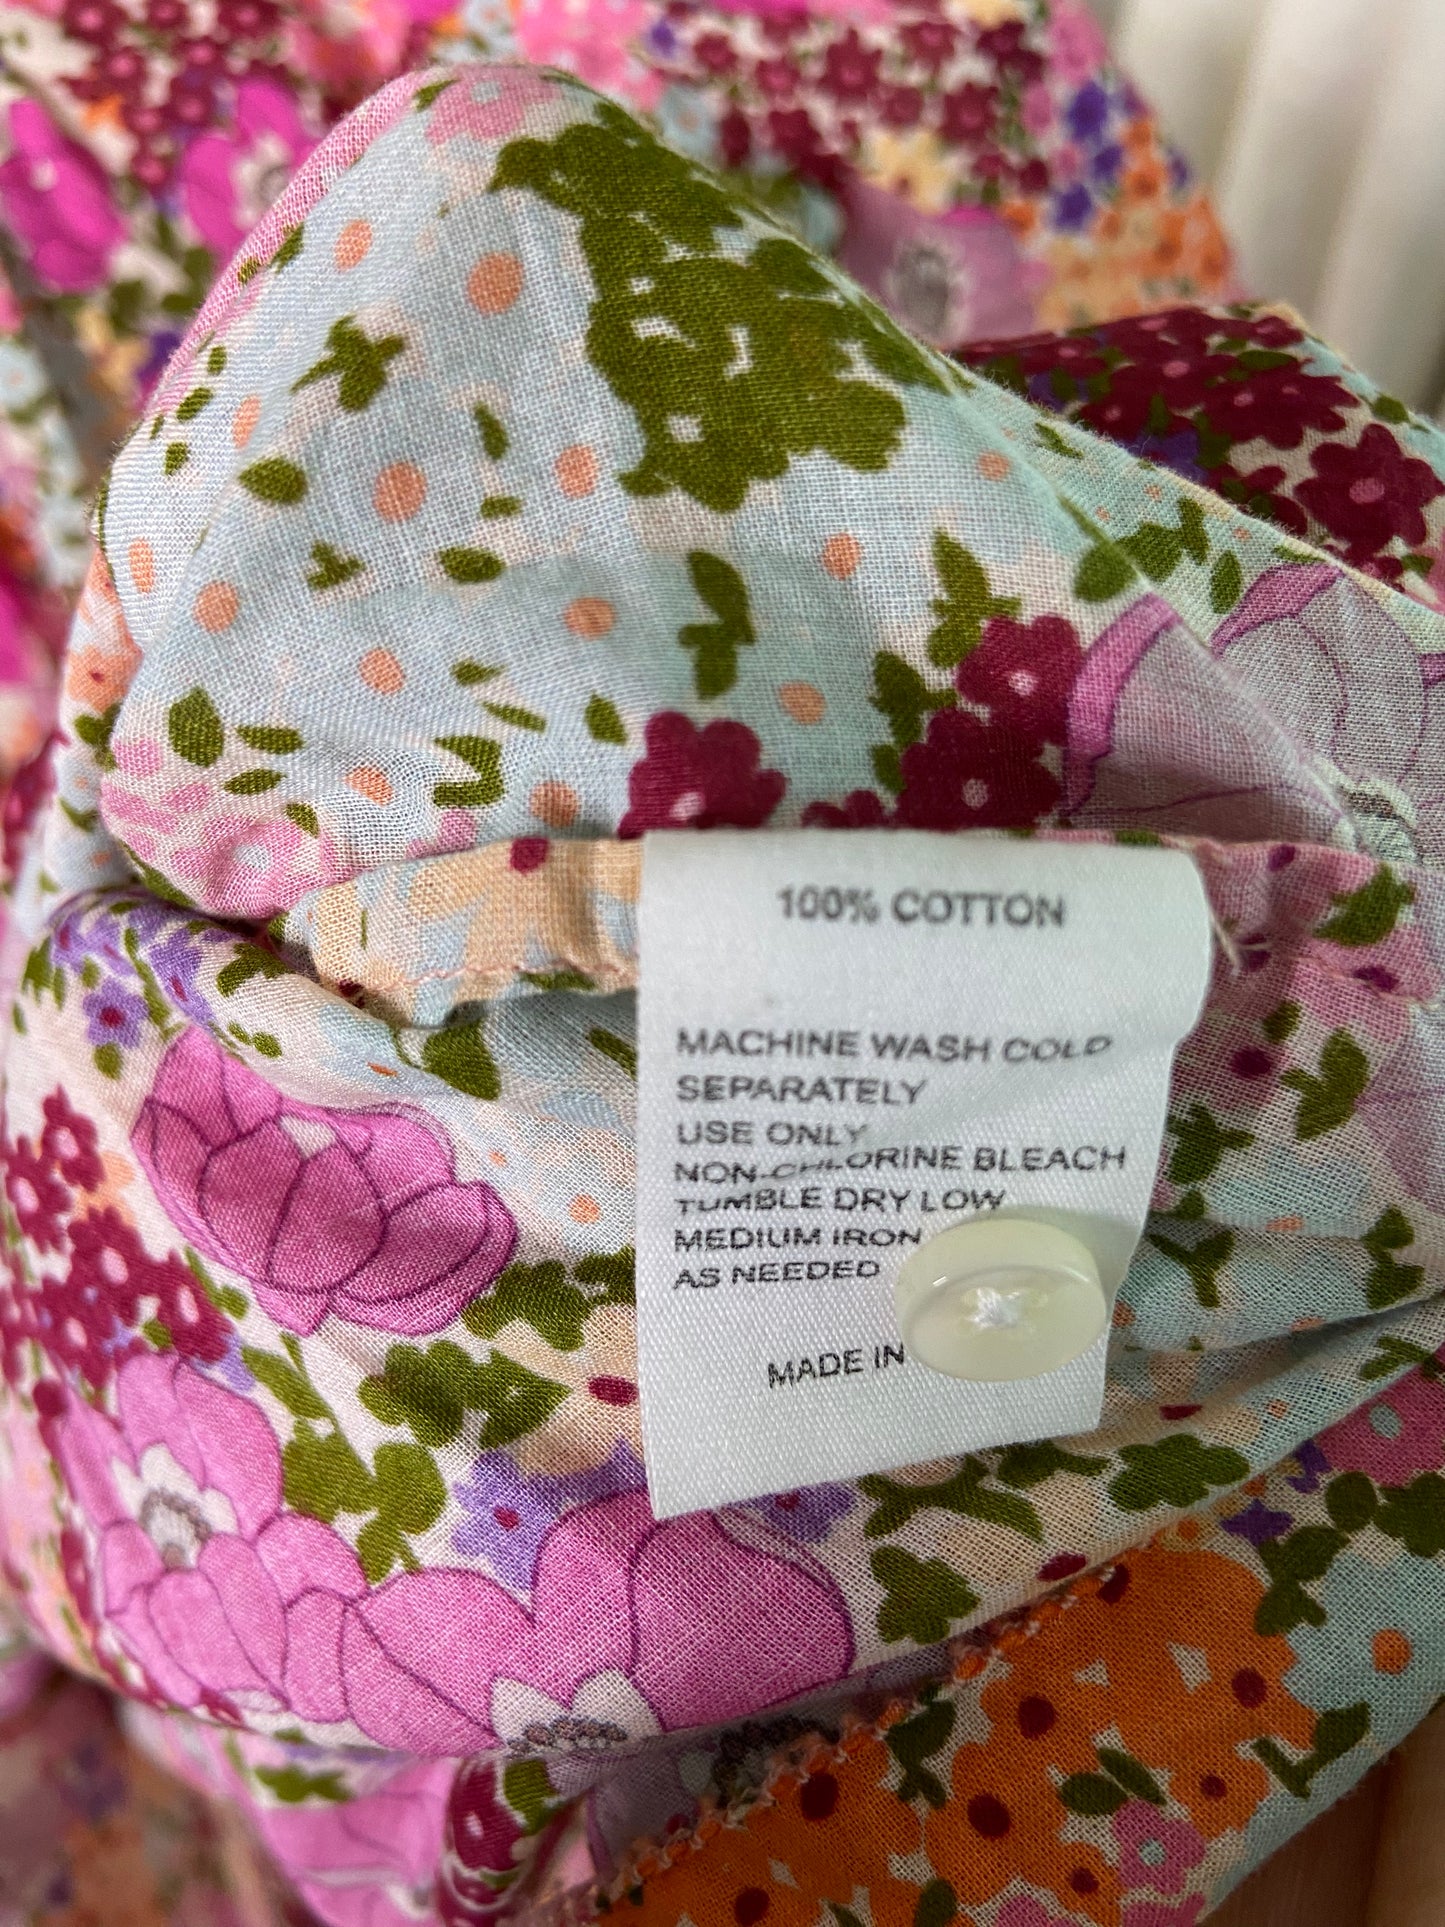 100% COTTON
MACHINE WASH COLD
SEPARATELY
USE ONLY
NON-CHLORINE BLEACH
TUMBLE DRY LOW
MEDIUM IRON
AS NEEDED
MADE IN